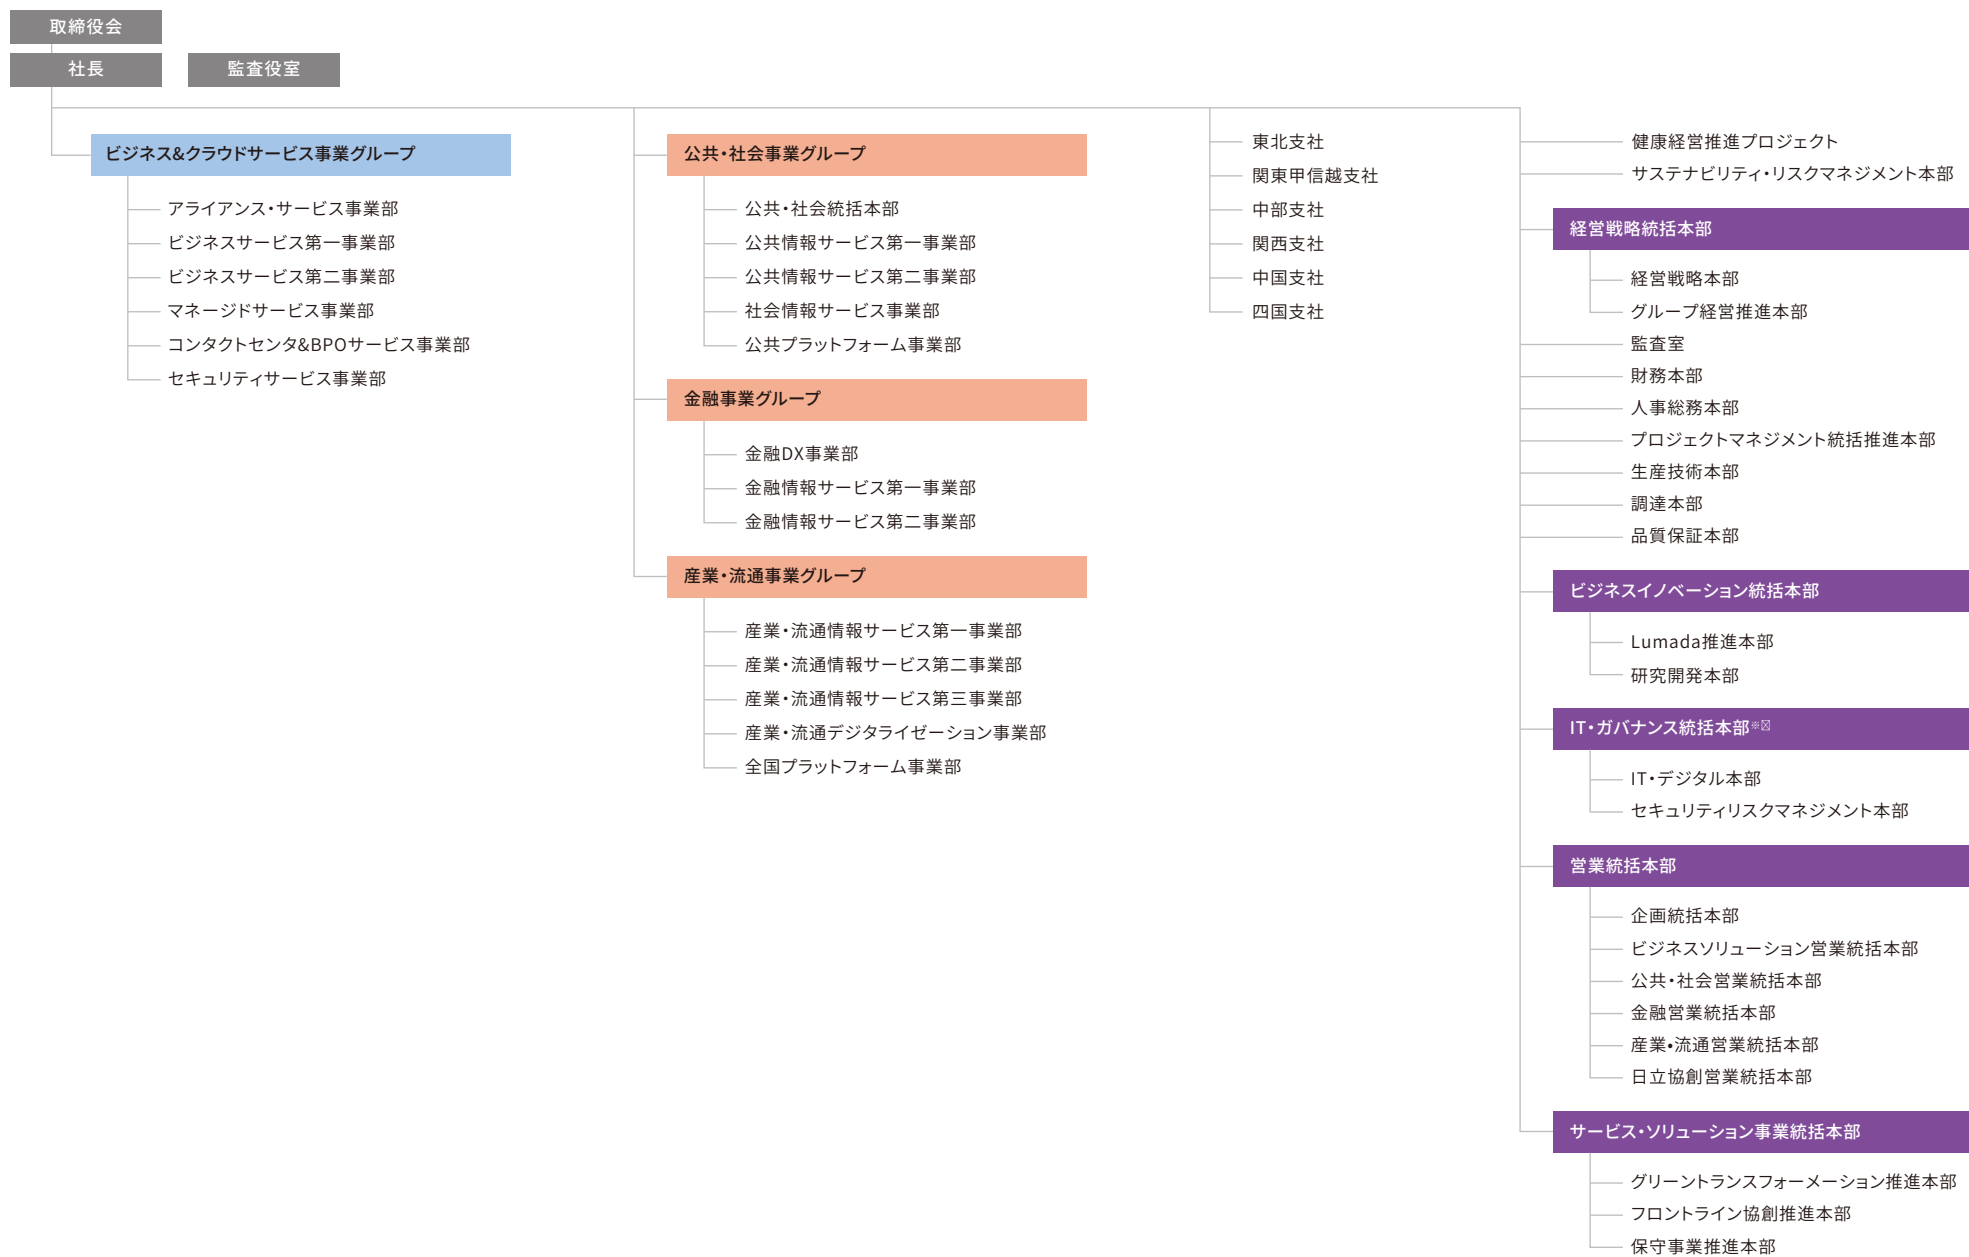 取締役会
社長
監査役室
ビジネス&クラウドサービス事業グループ
アライアンス・サービス事業部
ビジネスサービス第一事業部
ビジネスサービス第二事業部
マネージドサービス事業部
コンタクトセンタ&BPOサービス事業部
セキュリティサービス事業部
公共・社会事業グループ
公共・社会統括本部
公共情報サービス第一事業部
公共情報サービス第二事業部
社会情報サービス事業部
公共プラットフォーム事業部
金融事業グループ
金融DX事業部
金融情報サービス第一事業部
金融情報サービス第二事業部
産業・流通事業グループ
産業・流通情報サービス第一事業部
産業・流通情報サービス第二事業部
産業・流通情報サービス第三事業部
産業・流通デジタライゼーション事業部
全国プラットフォーム事業部
東北支社
関東甲信越支社
中部支社
関西支社
中国支社
四国支社
健康経営推進プロジェクト
サステナビリティ・リスクマネジメント本部
経営戦略統括本部
経営戦略本部
グループ経営推進本部
監査室
財務本部
人事総務本部
プロジェクトマネジメント統括推進本部
生産技術本部
調達本部
品質保証本部
ビジネスイノベーション統括本部
Lumada推進本部
研究開発本部
IT・ガバナンス統括本部※
IT・デジタル本部
セキュリティリスクマネジメント本部
営業統括本部
企画統括本部
ビジネスソリューション営業統括本部
公共・社会営業統括本部
金融営業統括本部
産業・流通営業統括本部
日立協創営業統括本部
サービス・ソリューション事業統括本部
グリーントランスフォーメーション推進本部
フロントライン協創推進本部
保守事業推進本部